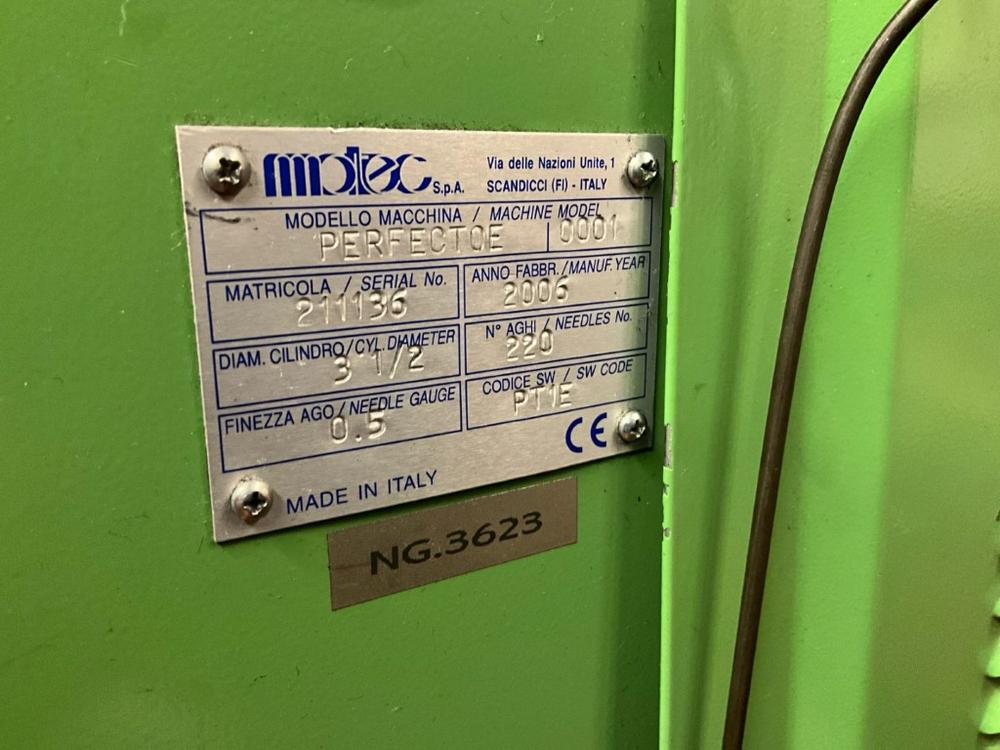 motec S.p.A.
Via delle Nazioni Unite, 1
SCANDICCI (FI) - ITALY
MODELLO MACCHINA / MACHINE MODEL
PERFECTOE 0001
MATRICOLA / SERIAL No.
211136
ANNO FABBR./MANUF.YEAR
2006
DIAM. CILINDRO/CYL.DIAMETER
3 1/2
N° AGHI / NEEDLES No.
220
FINEZZA AGO/NEEDLE GAUGE
0.5
CODICE SW / SW CODE
PT1E
CE
MADE IN ITALY
NG.3623